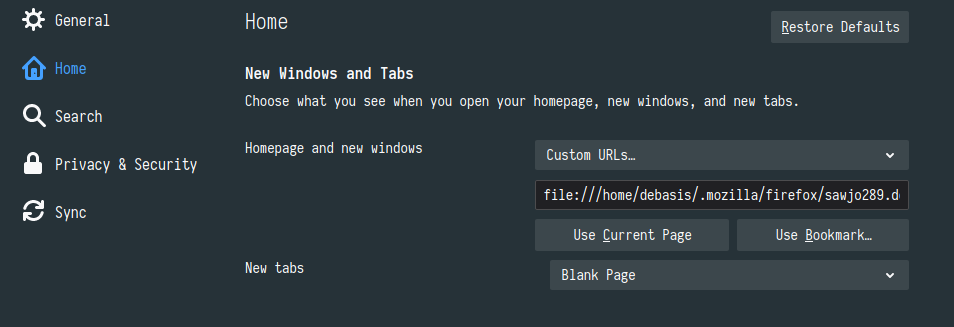 General
Home
Search
Privacy & Security
Sync
Home
Restore Defaults
New Windows and Tabs
Choose what you see when you open your homepage, new windows, and new tabs.
Homepage and new windows
Custom URLs…
file:///home/debasis/.mozilla/firefox/sawjo289.d
Use Current Page
Use Bookmark…
New tabs
Blank Page